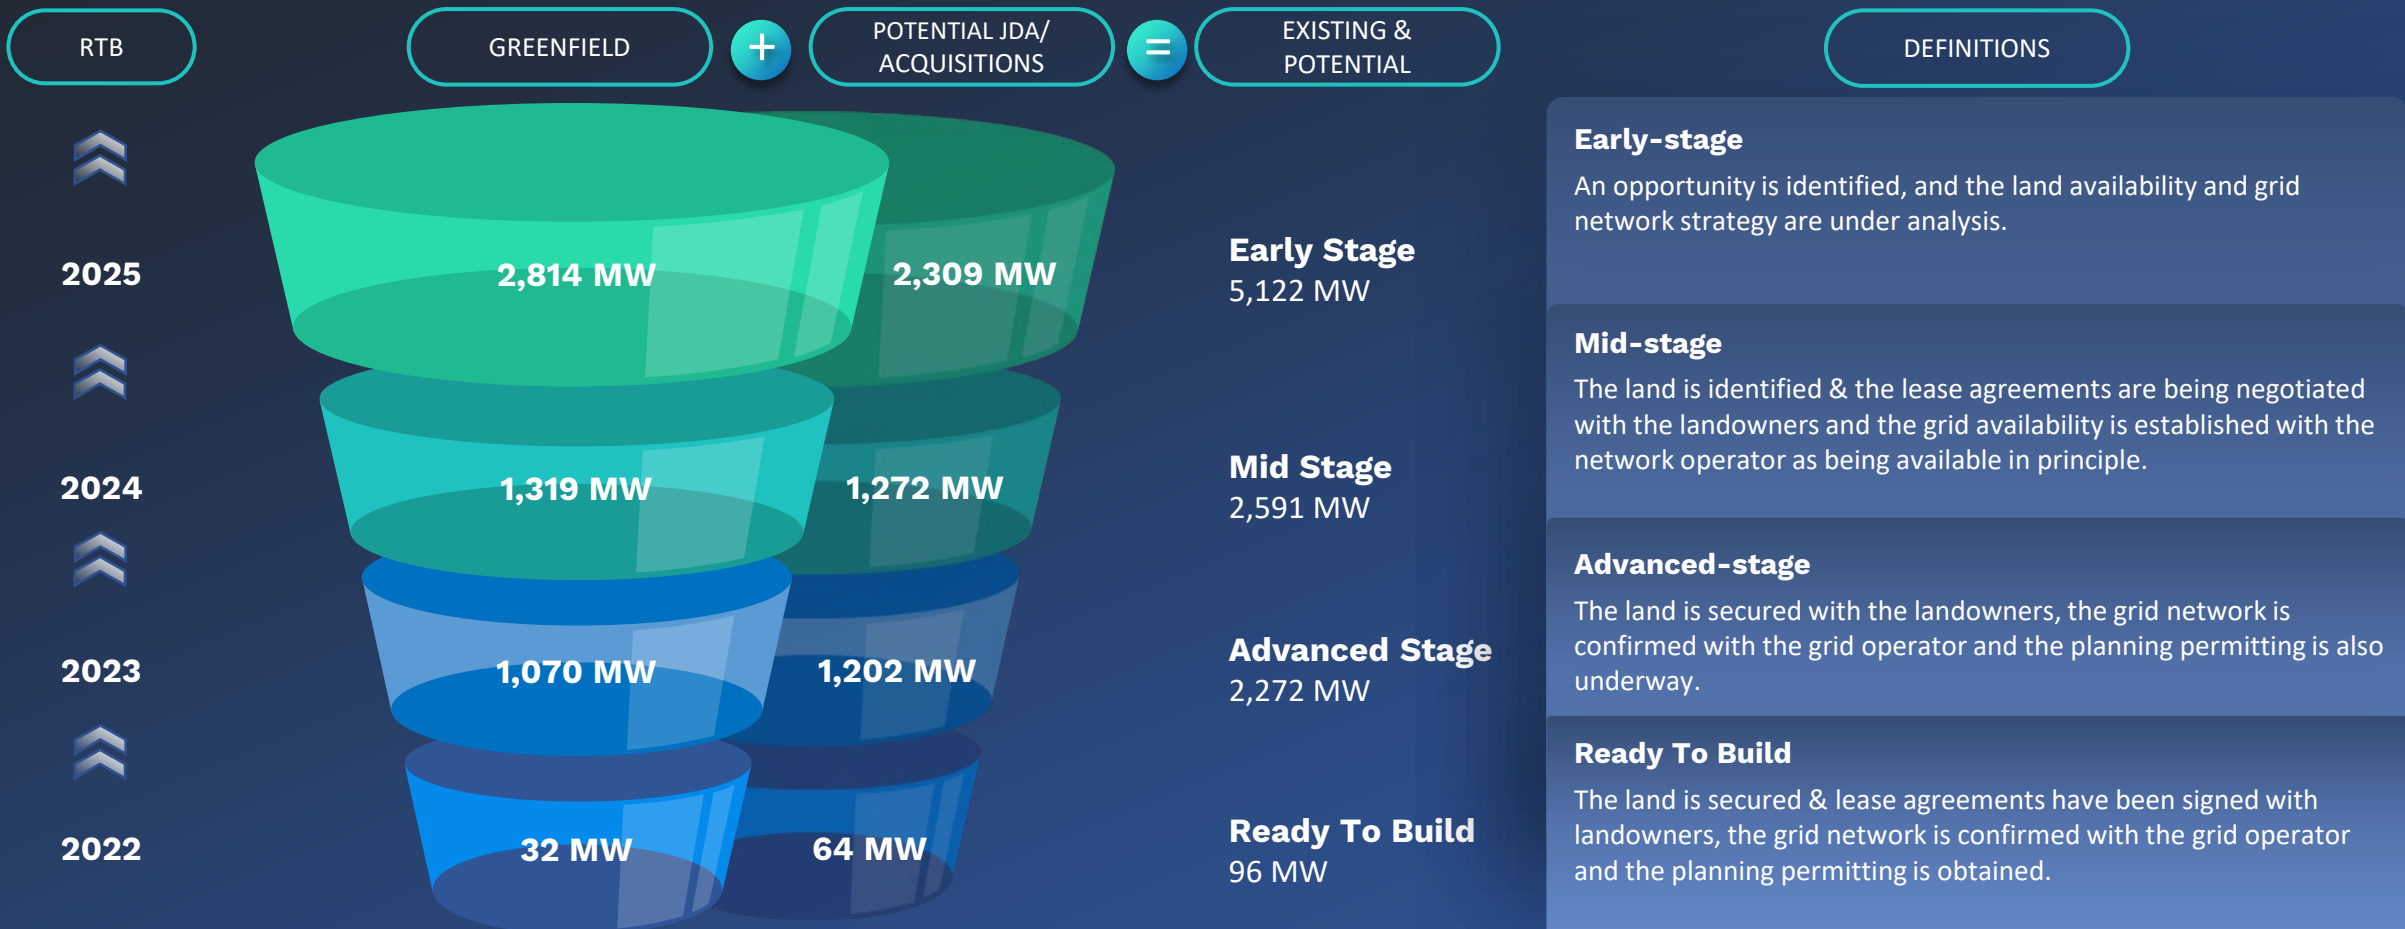 RTB
GREENFIELD
+
POTENTIAL JDA/
ACQUISITIONS
=
EXISTING &
POTENTIAL
DEFINITIONS
2025
2,814 MW
2,309 MW
Early Stage
5,122 MW
Early-stage
An opportunity is identified, and the land availability and grid
network strategy are under analysis.
2024
1,319 MW
1,272 MW
Mid Stage
2,591 MW
Mid-stage
The land is identified & the lease agreements are being negotiated
with the landowners and the grid availability is established with the
network operator as being available in principle.
2023
1,070 MW
1,202 MW
Advanced Stage
2,272 MW
Advanced-stage
The land is secured with the landowners, the grid network is
confirmed with the grid operator and the planning permitting is also
underway.
2022
32 MW
64 MW
Ready To Build
96 MW
Ready To Build
The land is secured & lease agreements have been signed with
landowners, the grid network is confirmed with the grid operator
and the planning permitting is obtained.